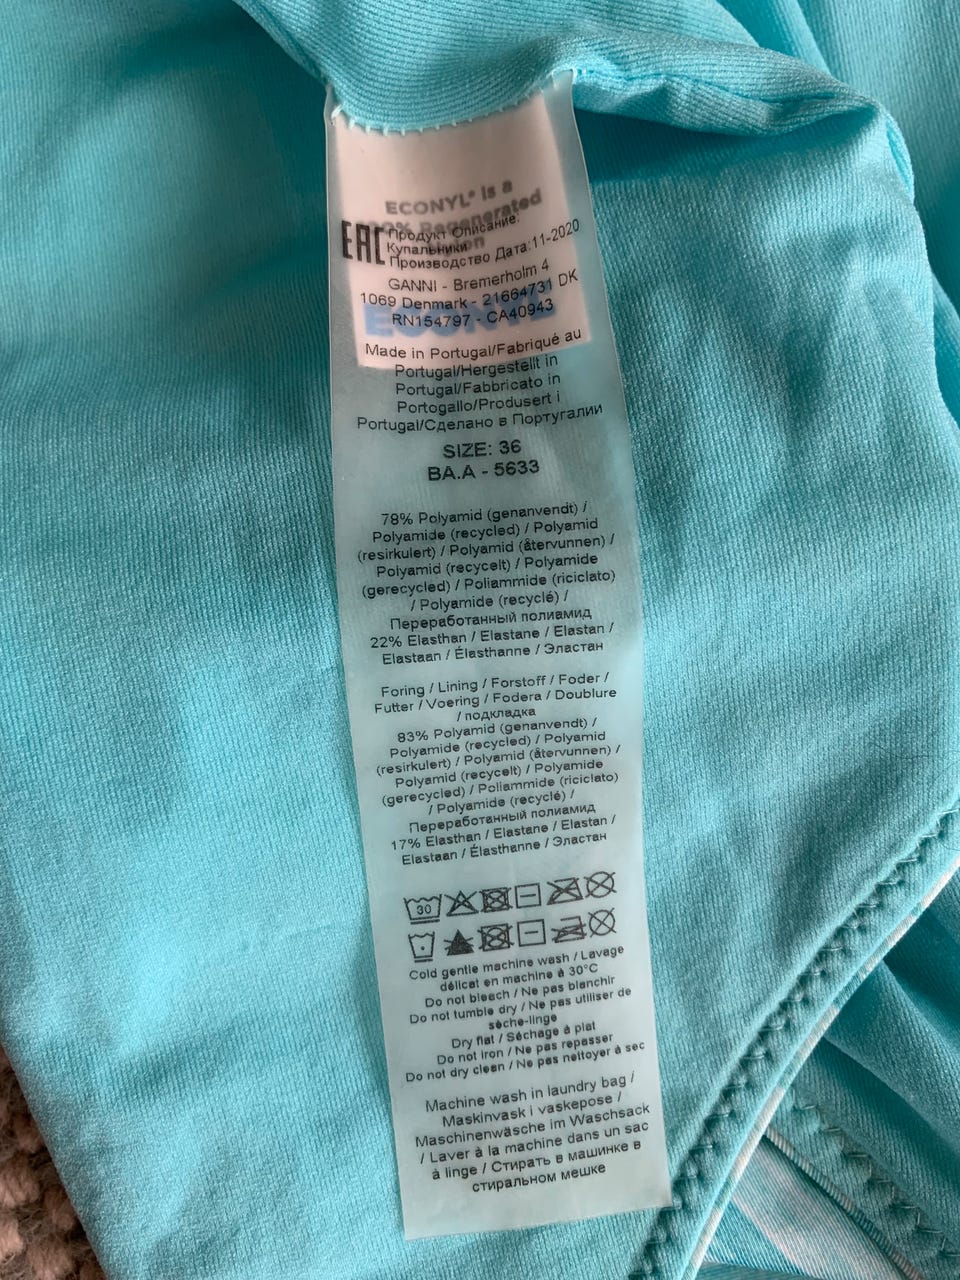 ECONYL® is a
100% Regenerated
EAC
Продукт Описание:
Купальники
Производство Дата:11-2020
GANNI - Bremerholm 4
1069 Denmark - 21664731 DK
RN154797 - CA40943
ECONYL
Made in Portugal/Fabriqué au
Portugal/Hergestellt in
Portugal/Fabbricato in
Portogallo/Produsert i
Portugal/Сделано в Португалии
SIZE: 36
BA.A - 5633
78% Polyamid (genanvendt) /
Polyamide (recycled) / Polyamid
(resirkulert) / Polyamid (återvunnen) /
Polyamid (recycelt) / Polyamide
(gerecycled) / Poliammide (riciclato)
/ Polyamide (recyclé) /
Переработанный полиамид
22% Elasthan / Elastane / Elastan /
Elastaan / Élasthanne / Эластан
Foring / Lining / Forstoff / Foder /
Futter / Voering / Fodera / Doublure
/ подкладка
83% Polyamid (genanvendt) /
Polyamide (recycled) / Polyamid
(resirkulert) / Polyamid (återvunnen) /
Polyamid (recycelt) / Polyamide
(gerecycled) / Poliammide (riciclato)
/ Polyamide (recyclé) /
Переработанный полиамид
17% Elasthan / Elastane / Elastan /
Elastaan / Élasthanne / Эластан
30
Cold gentle machine wash / Lavage
délicat en machine à 30°C
Do not bleach / Ne pas blanchir
Do not tumble dry / Ne pas utiliser de
sèche-linge
Dry flat / Séchage à plat
Do not iron / Ne pas repasser
Do not dry clean / Ne pas nettoyer à sec
Machine wash in laundry bag /
Maskinvask i vaskepose /
Maschinenwäsche im Waschsack
/ Laver à la machine dans un sac
à linge / Стирать в машинке в
стиральном мешке